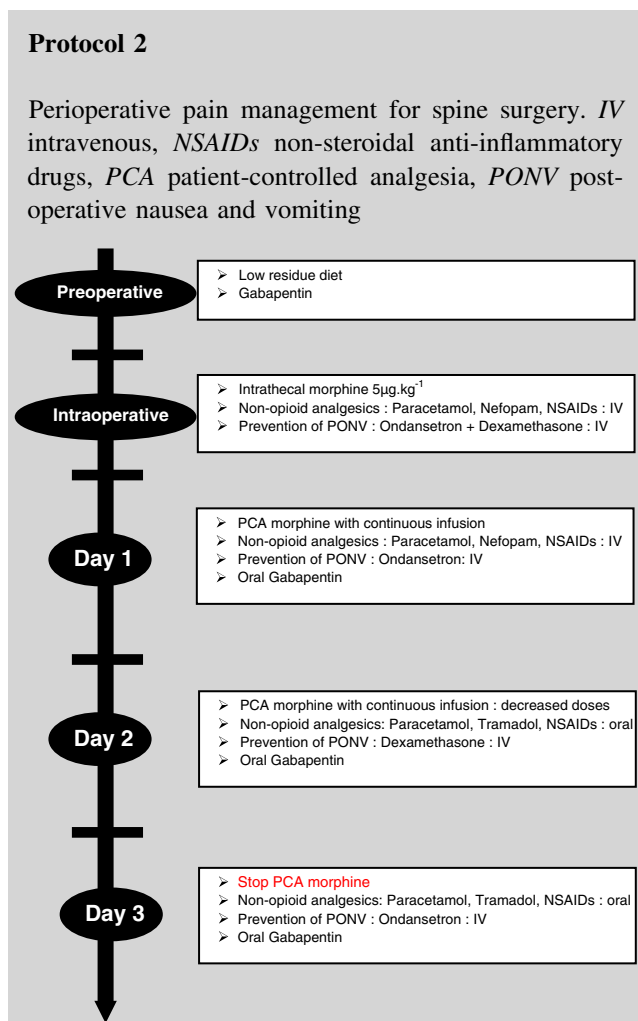 Protocol 2
Perioperative pain management for spine surgery. IV
intravenous, NSAIDs non-steroidal anti-inflammatory
drugs, PCA patient-controlled analgesia, PONV post-
operative nausea and vomiting
Preoperative
➢ Low residue diet
➢ Gabapentin
Intraoperative
➢ Intrathecal morphine 5µg.kg⁻¹
➢ Non-opioid analgesics : Paracetamol, Nefopam, NSAIDs : IV
➢ Prevention of PONV : Ondansetron + Dexamethasone : IV
Day 1
➢ PCA morphine with continuous infusion
➢ Non-opioid analgesics : Paracetamol, Nefopam, NSAIDs : IV
➢ Prevention of PONV : Ondansetron: IV
➢ Oral Gabapentin
Day 2
➢ PCA morphine with continuous infusion : decreased doses
➢ Non-opioid analgesics: Paracetamol, Tramadol, NSAIDs : oral
➢ Prevention of PONV : Dexamethasone : IV
➢ Oral Gabapentin
Day 3
➢ Stop PCA morphine
➢ Non-opioid analgesics: Paracetamol, Tramadol, NSAIDs : oral
➢ Prevention of PONV : Ondansetron : IV
➢ Oral Gabapentin